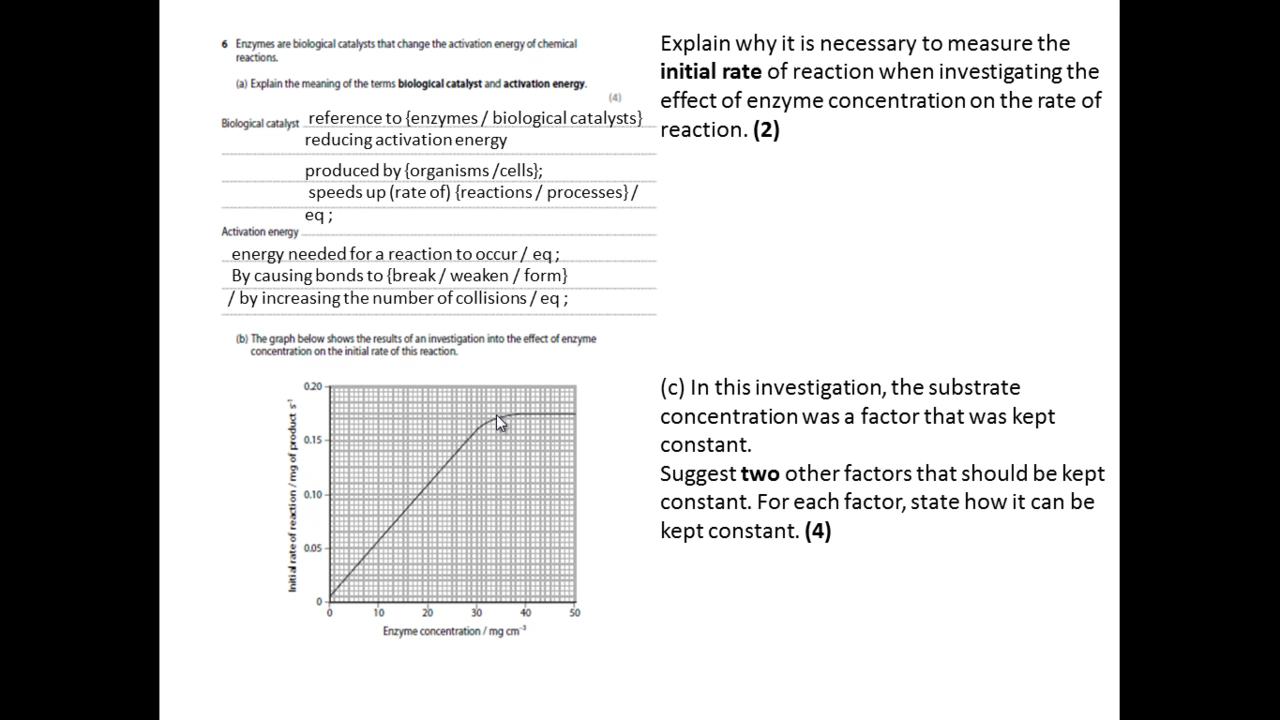 6 Enzymes are biological catalysts that change the activation energy of chemical
reactions.
(a) Explain the meaning of the terms biological catalyst and activation energy.
(4)
Biological catalyst reference to {enzymes / biological catalysts}
reducing activation energy
produced by {organisms /cells};
speeds up (rate of) {reactions / processes} /
eq ;
Activation energy
energy needed for a reaction to occur / eq ;
By causing bonds to {break / weaken / form}
/ by increasing the number of collisions / eq ;
(b) The graph below shows the results of an investigation into the effect of enzyme
concentration on the initial rate of this reaction.
0.20
0.15
0.10
0.05
0
Initial rate of reaction / mg of product s⁻¹
0 10 20 30 40 50
Enzyme concentration / mg cm⁻³
Explain why it is necessary to measure the
initial rate of reaction when investigating the
effect of enzyme concentration on the rate of
reaction. (2)
(c) In this investigation, the substrate
concentration was a factor that was kept
constant.
Suggest two other factors that should be kept
constant. For each factor, state how it can be
kept constant. (4)